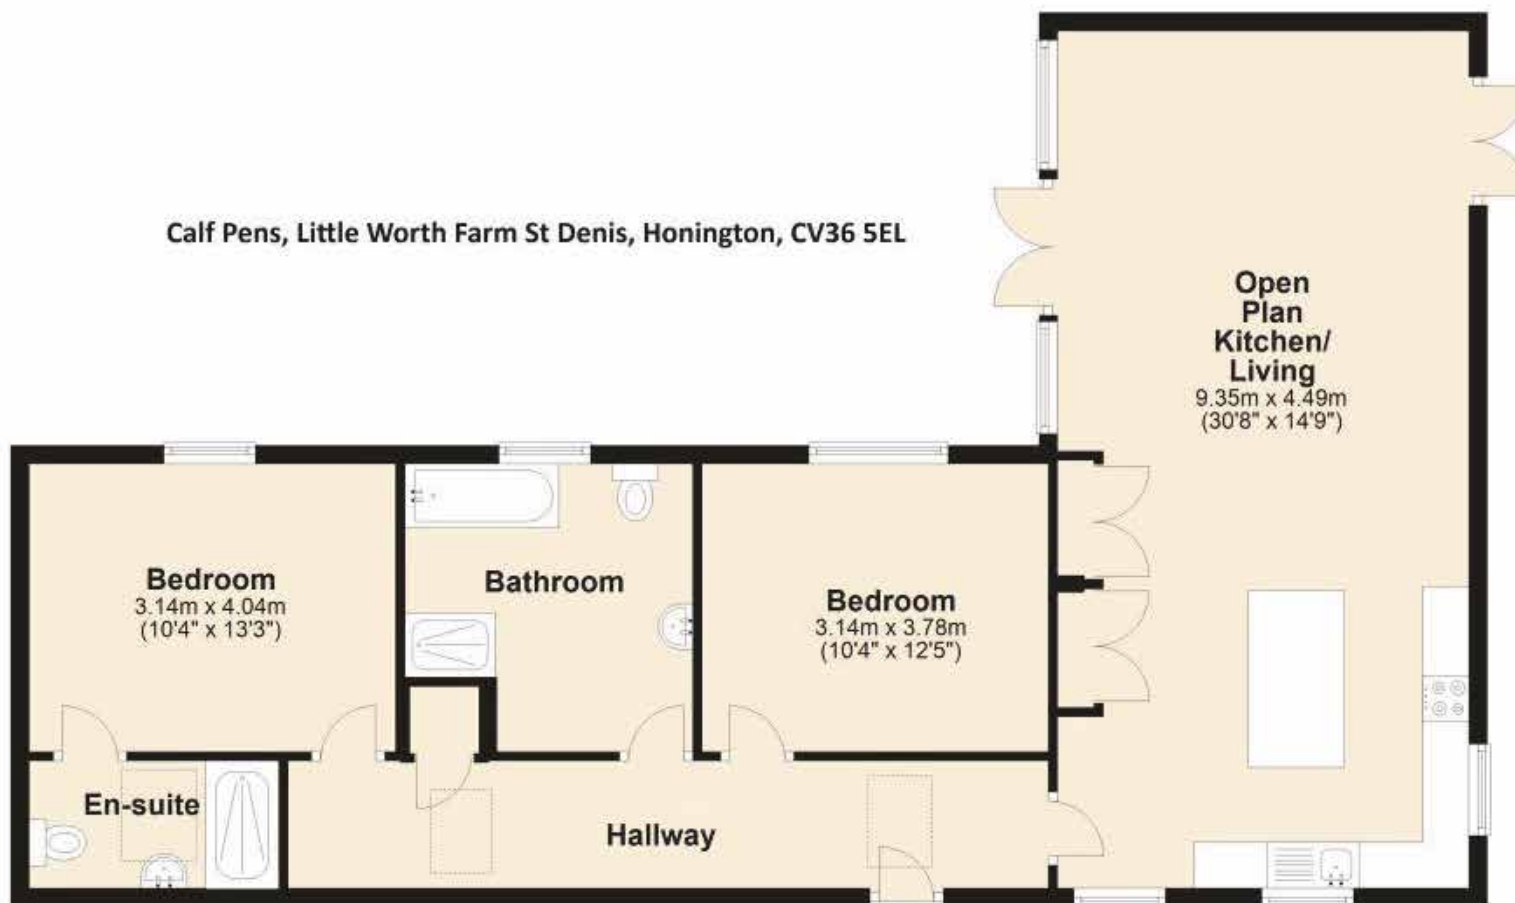 Calf Pens, Little Worth Farm St Denis, Honington, CV36 5EL
Open
Plan
Kitchen/
Living
9.35m x 4.49m
(30'8" x 14'9")
Bedroom
3.14m x 4.04m
(10'4" x 13'3")
Bathroom
Bedroom
3.14m x 3.78m
(10'4" x 12'5")
En-suite
Hallway